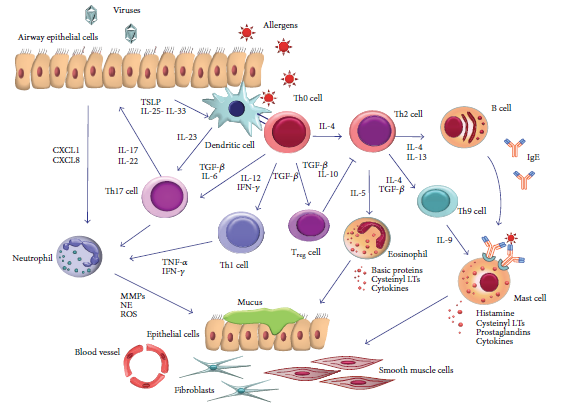 Viruses
Allergens
Airway epithelial cells
TSLP
IL-25- IL-33
Th0 cell
Th2 cell
B cell
IL-4
IL-23
Dendritic cell
CXCL1
CXCL8
IL-17
IL-22
IL-4
IL-13
IgE
TGF-β
IL-6
IL-12
IFN-γ
TGF-β
TGF-β
IL-10
IL-5
IL-4
TGF-β
Th17 cell
Th9 cell
Neutrophil
TNF-α
IFN-γ
Th1 cell
Treg cell
Eosinophil
IL-9
Basic proteins
Cysteinyl LTs
Cytokines
Mast cell
MMPs
NE
ROS
Mucus
Histamine
Cysteinyl LTs
Prostaglandins
Cytokines
Epithelial cells
Blood vessel
Smooth muscle cells
Fibroblasts